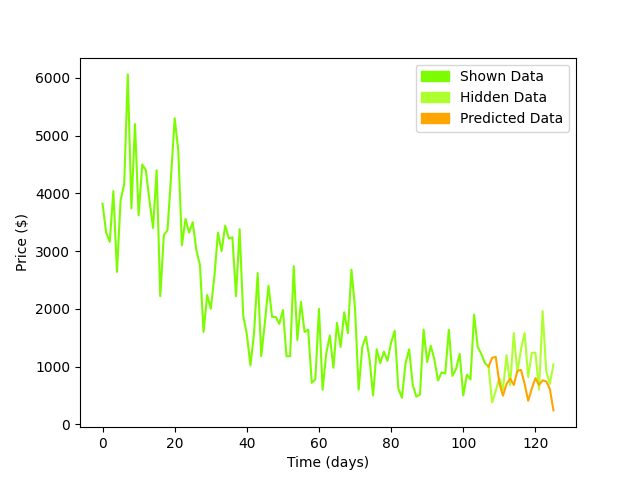 Shown Data
Hidden Data
Predicted Data
6000
5000
4000
3000
2000
1000
0
Price ($)
0 20 40 60 80 100 120
Time (days)